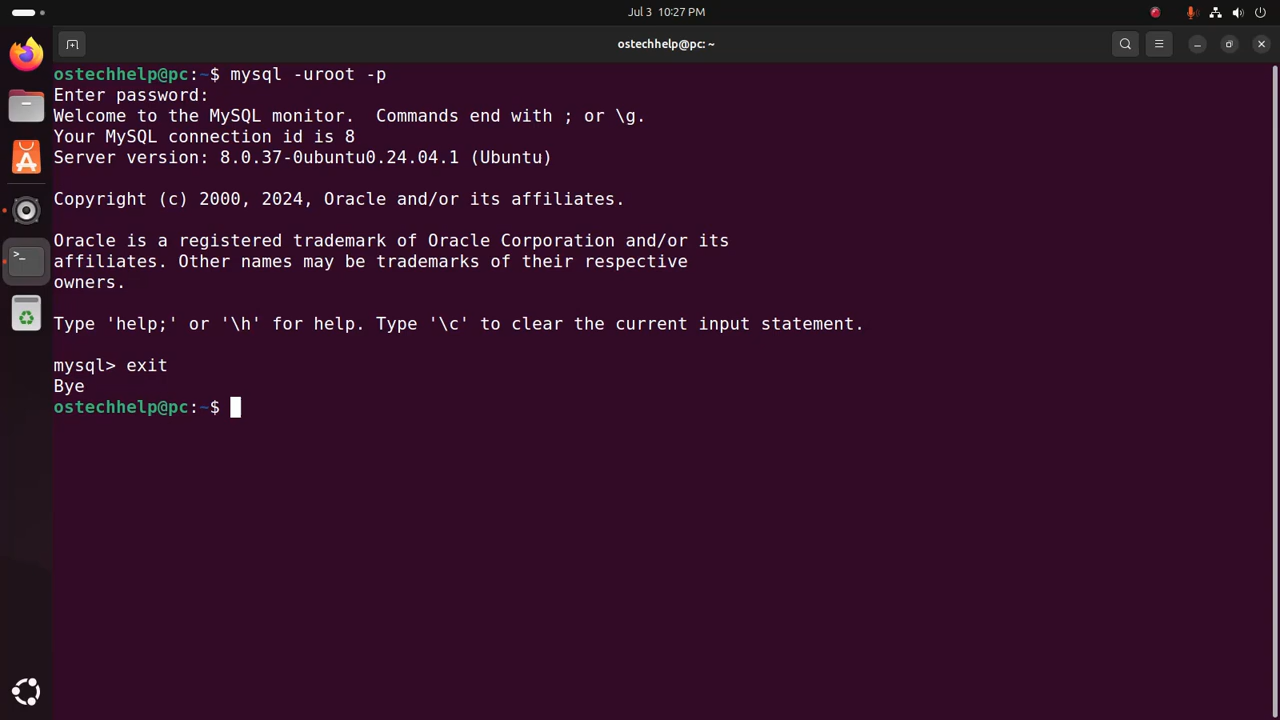 Jul 3 10:27 PM
ostechhelp@pc: ~
ostechhelp@pc:~$ mysql -uroot -p
Enter password:
Welcome to the MySQL monitor.  Commands end with ; or \g.
Your MySQL connection id is 8
Server version: 8.0.37-0ubuntu0.24.04.1 (Ubuntu)
Copyright (c) 2000, 2024, Oracle and/or its affiliates.
Oracle is a registered trademark of Oracle Corporation and/or its
affiliates. Other names may be trademarks of their respective
owners.
Type 'help;' or '\h' for help. Type '\c' to clear the current input statement.
mysql> exit
Bye
ostechhelp@pc:~$